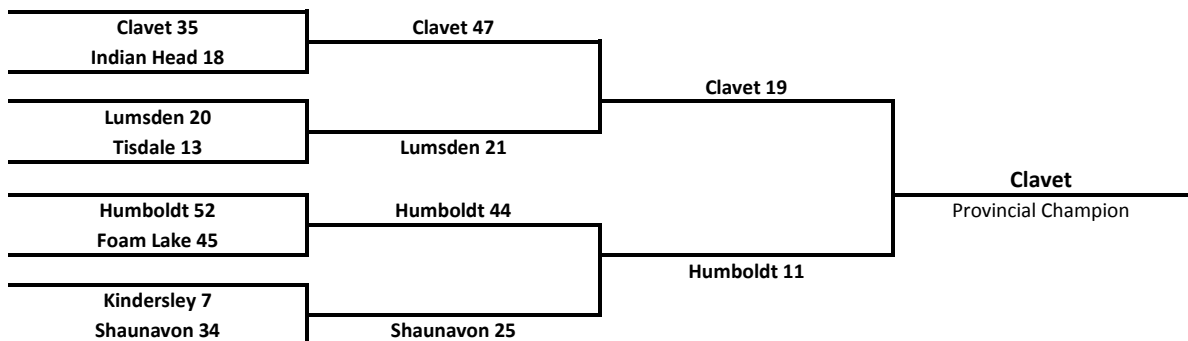 Clavet 35
Indian Head 18
Lumsden 20
Tisdale 13
Humboldt 52
Foam Lake 45
Kindersley 7
Shaunavon 34
Clavet 47
Lumsden 21
Humboldt 44
Shaunavon 25
Clavet 19
Humboldt 11
Clavet
Provincial Champion